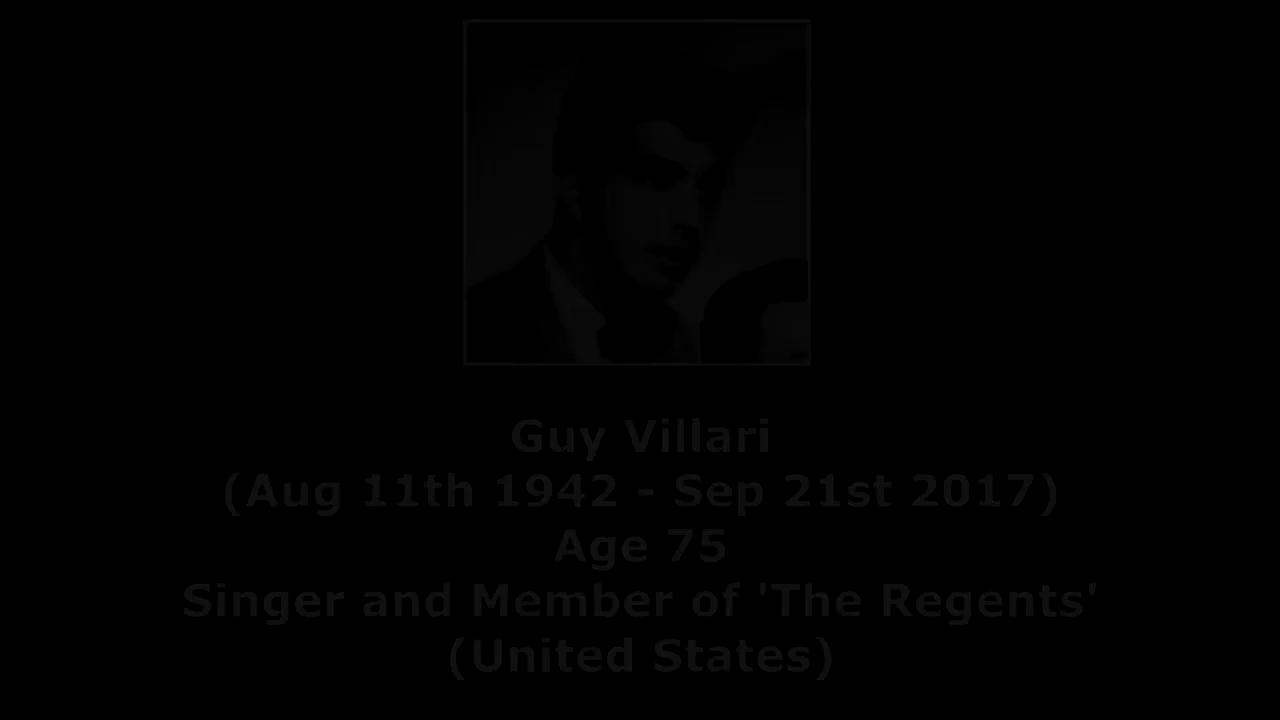 Guy Villari
(Aug 11th 1942 - Sep 21st 2017)
Age 75
Singer and Member of 'The Regents'
(United States)